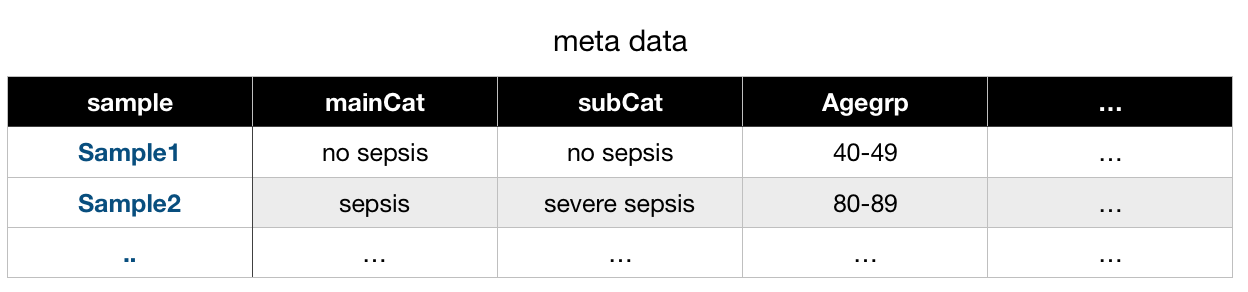 meta data
sample mainCat subCat Agegrp …
Sample1 no sepsis no sepsis 40-49 …
Sample2 sepsis severe sepsis 80-89 …
.. … … … …